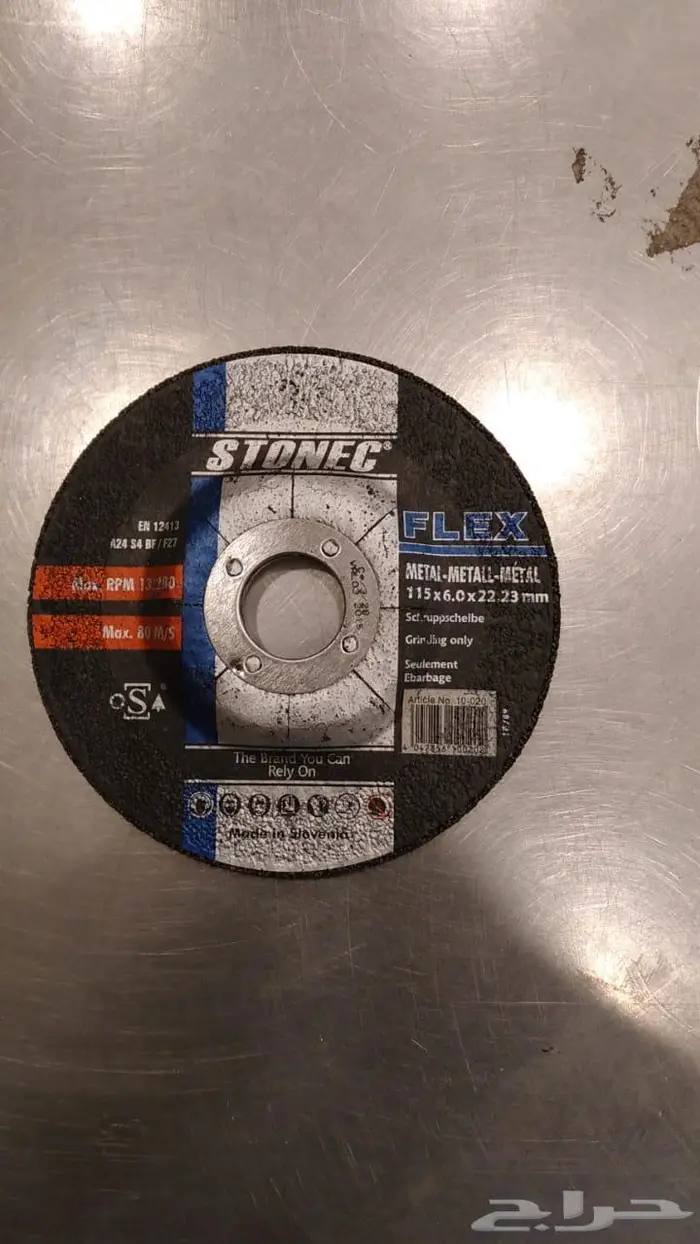 STONEC®
EN 12413
A24 S4 BF/F27
Max. RPM 13.280
Max. 80 M/S
S
FLEX
METAL-METALL-METAL
115 x 6.0 x 22.23 mm
Schruppscheibe
Grinding only
Seulement
Ebarbage
Article No. 10-020
The Brand You Can
Rely On
Made in Slovenia
حراج